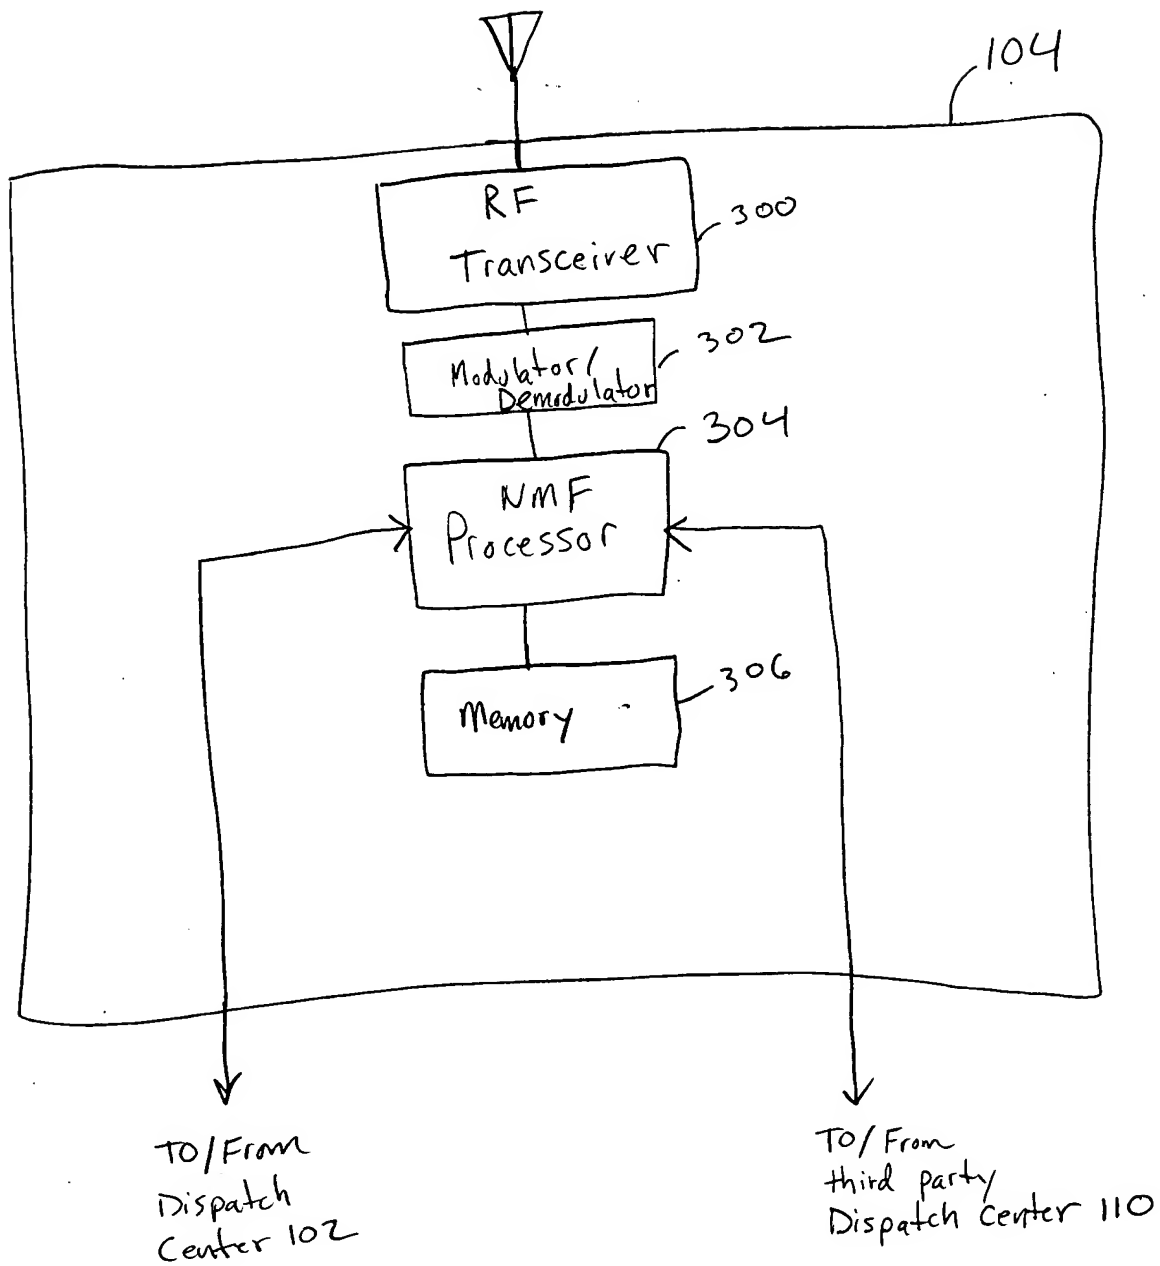 104
RF
Transceiver
300
Modulator/
Demodulator
302
304
NMF
Processor
Memory
306
TO/From
Dispatch
Center 102
TO/From
third party
Dispatch Center 110